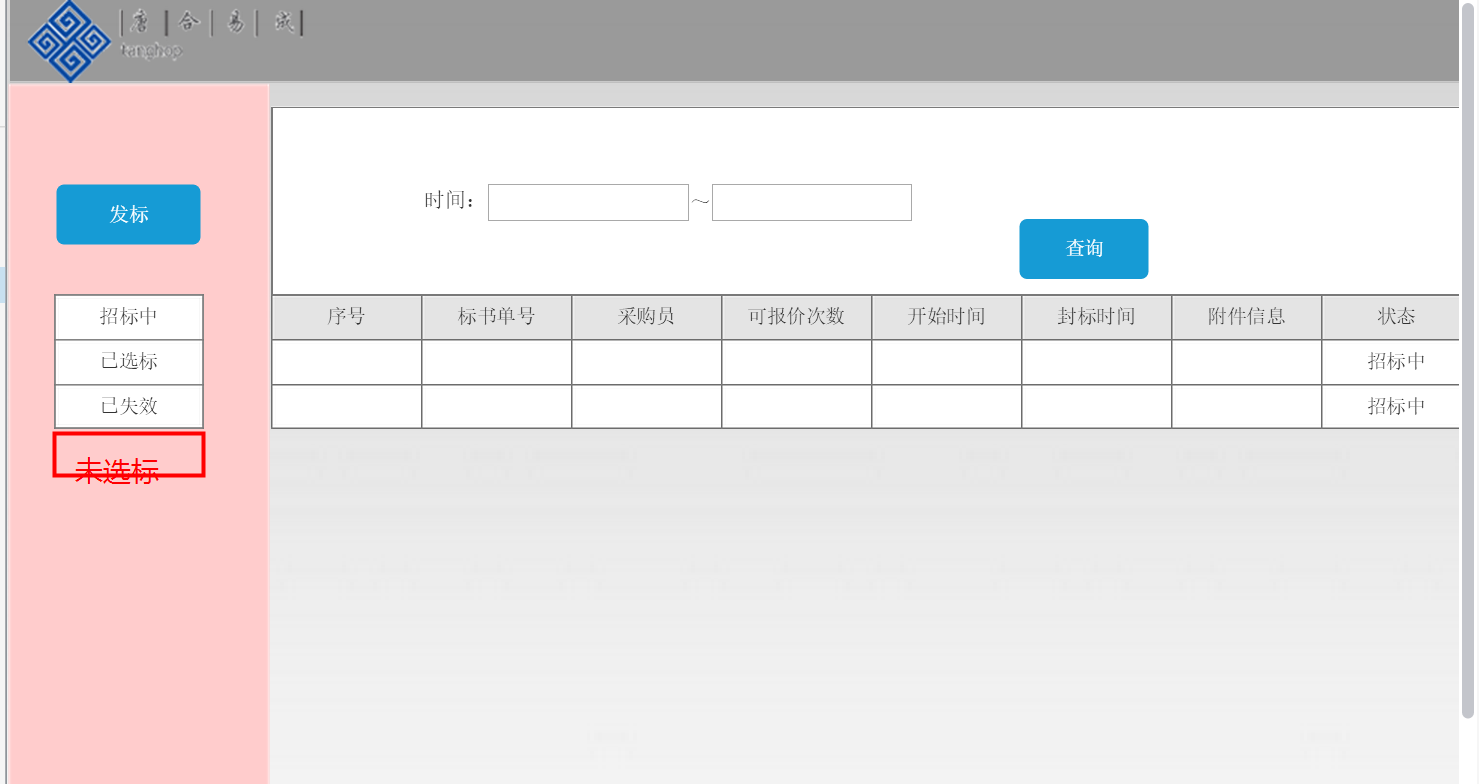 |唐|合|易|成|
tanghop
发标
时间：
～
查询
招标中
已选标
已失效
未选标
序号 标书单号 采购员 可报价次数 开始时间 封标时间 附件信息 状态
招标中
招标中